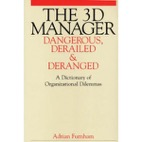 THE 3D
MANAGER
DANGEROUS,
DERAILED
&
DERANGED
A Dictionary of
Organizational Dilemmas
Adrian Furnham